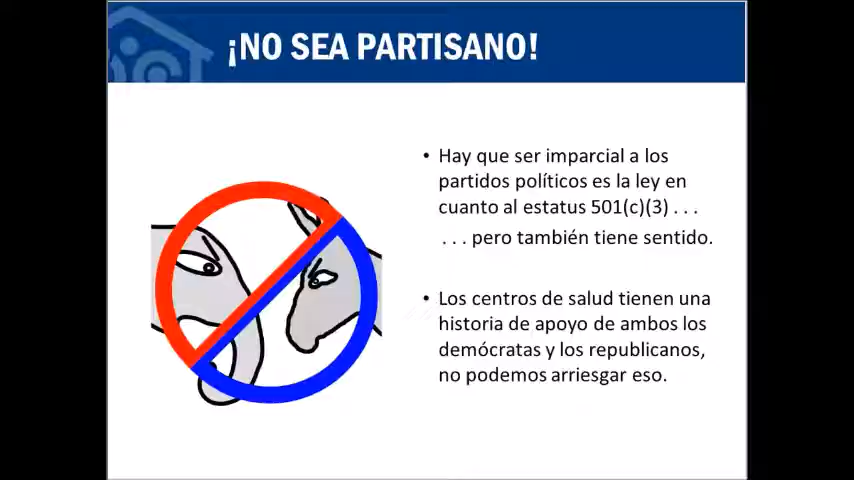 ¡NO SEA PARTISANO!
• Hay que ser imparcial a los
partidos políticos es la ley en
cuanto al estatus 501(c)(3) . . .
. . . pero también tiene sentido.
• Los centros de salud tienen una
historia de apoyo de ambos los
demócratas y los republicanos,
no podemos arriesgar eso.